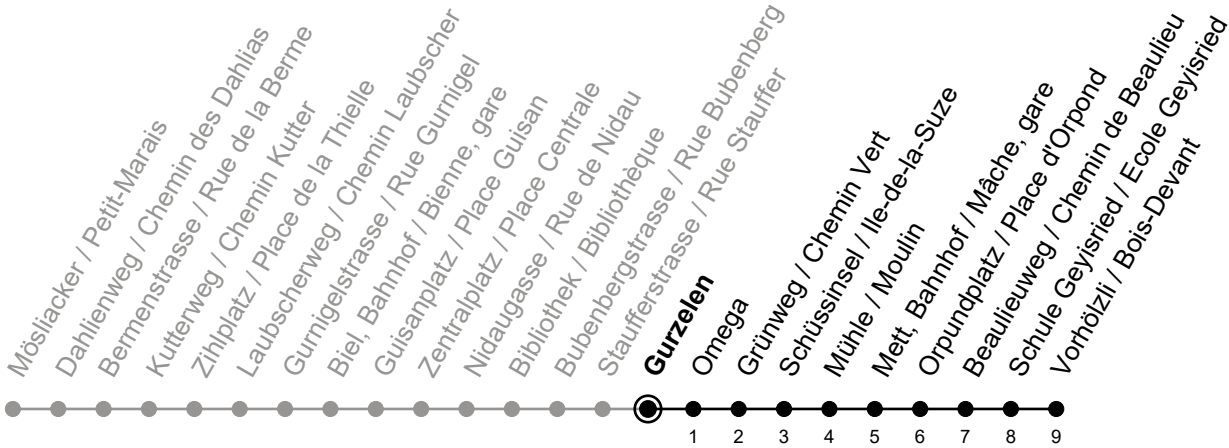 Mösliacker / Petit-Marais
Dahlienweg / Chemin des Dahlias
Bermenstrasse / Rue de la Berme
Kutterweg / Chemin Kutter
Zihlplatz / Place de la Thielle
Laubscherweg / Chemin Laubscher
Gurnigelstrasse / Rue Gurnigel
Biel, Bahnhof / Bienne, gare
Guisanplatz / Place Guisan
Zentralplatz / Place Centrale
Nidaugasse / Rue de Nidau
Bibliothek / Bibliothèque
Bubenbergstrasse / Rue Bubenberg
Staufferstrasse / Rue Stauffer
Gurzelen
Omega
Grünweg / Chemin Vert
Schüssinsel / Ile-de-la-Suze
Mühle / Moulin
Mett, Bahnhof / Mâche, gare
Orpundplatz / Place d'Orpond
Beaulieuweg / Chemin de Beaulieu
Schule Geyisried / Ecole Geyisried
Vorhölzli / Bois-Devant
1 2 3 4 5 6 7 8 9